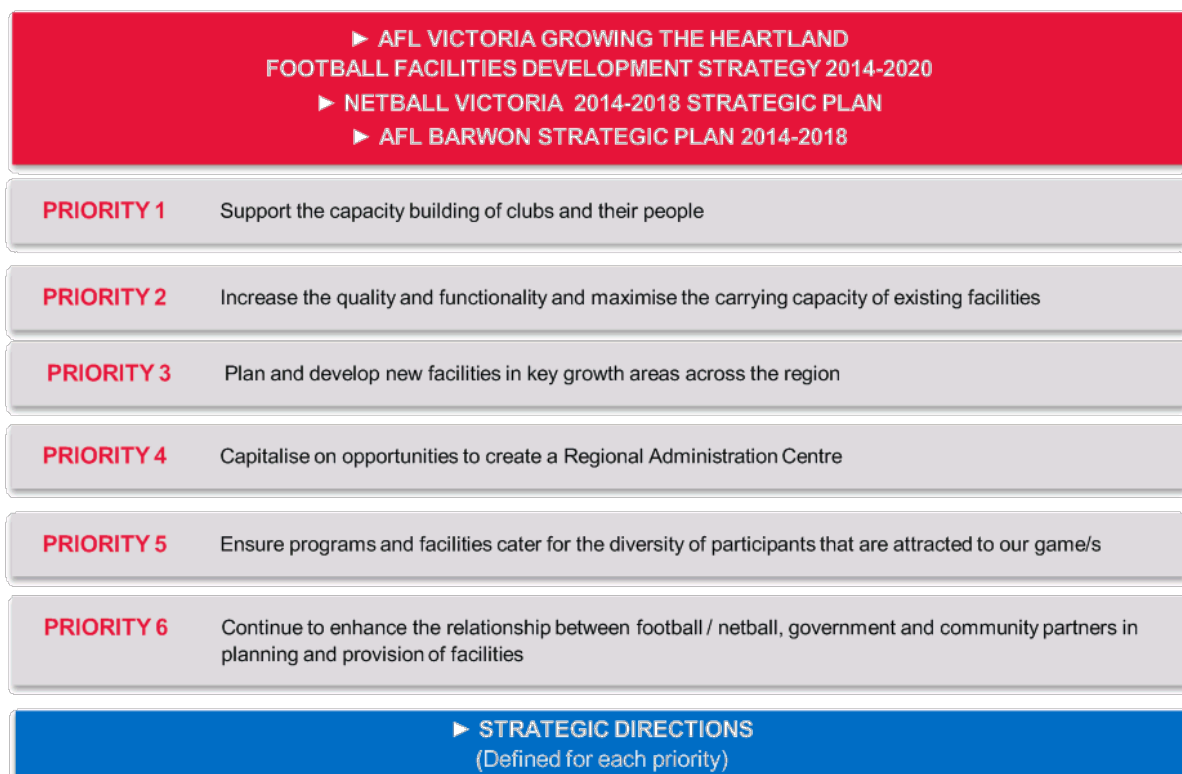 ► AFL VICTORIA GROWING THE HEARTLAND
FOOTBALL FACILITIES DEVELOPMENT STRATEGY 2014-2020
► NETBALL VICTORIA 2014-2018 STRATEGIC PLAN
► AFL BARWON STRATEGIC PLAN 2014-2018
PRIORITY 1 Support the capacity building of clubs and their people
PRIORITY 2 Increase the quality and functionality and maximise the carrying capacity of existing facilities
PRIORITY 3 Plan and develop new facilities in key growth areas across the region
PRIORITY 4 Capitalise on opportunities to create a Regional Administration Centre
PRIORITY 5 Ensure programs and facilities cater for the diversity of participants that are attracted to our game/s
PRIORITY 6 Continue to enhance the relationship between football / netball, government and community partners in
planning and provision of facilities
► STRATEGIC DIRECTIONS
(Defined for each priority)